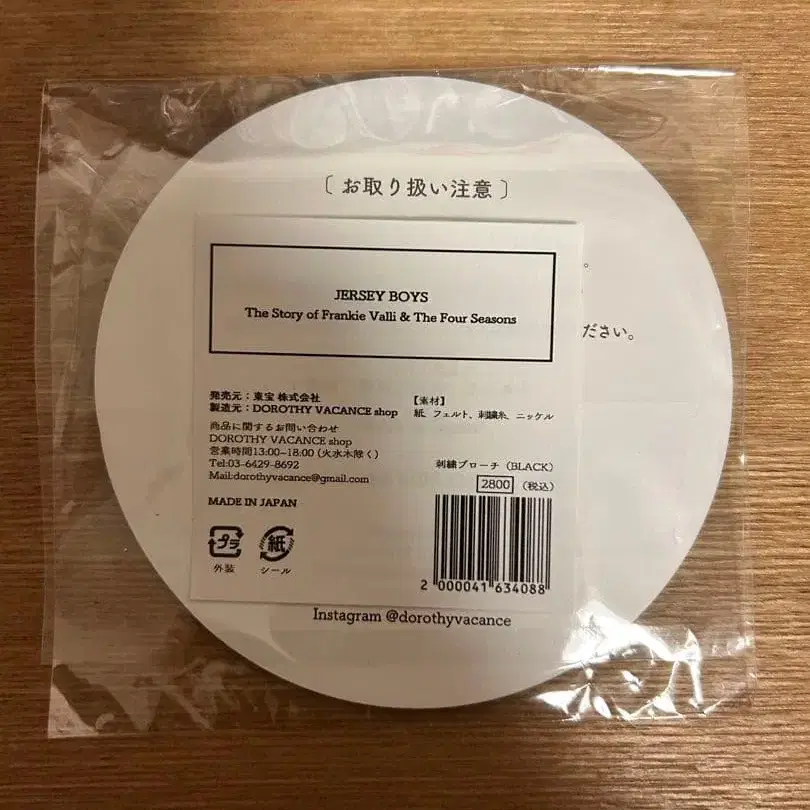 〔 お取り扱い注意 〕
。
ださい。
JERSEY BOYS
The Story of Frankie Valli & The Four Seasons
発売元：東宝 株式会社
製造元：DOROTHY VACANCE shop
商品に関するお問い合わせ
DOROTHY VACANCE shop
営業時間13:00-18:00 (火水木除く)
Tel:03-6429-8692
Mail:dorothyvacance@gmail.com
MADE IN JAPAN
【素材】
紙、フェルト、刺繍糸、ニッケル
刺繍ブローチ（BLACK）
2800（税込）
プラ
外装
紙
シール
2 000041 634088
Instagram @dorothyvacance